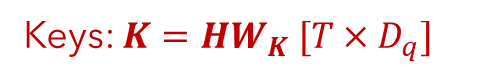 Keys: K = HW_K [T × D_q]